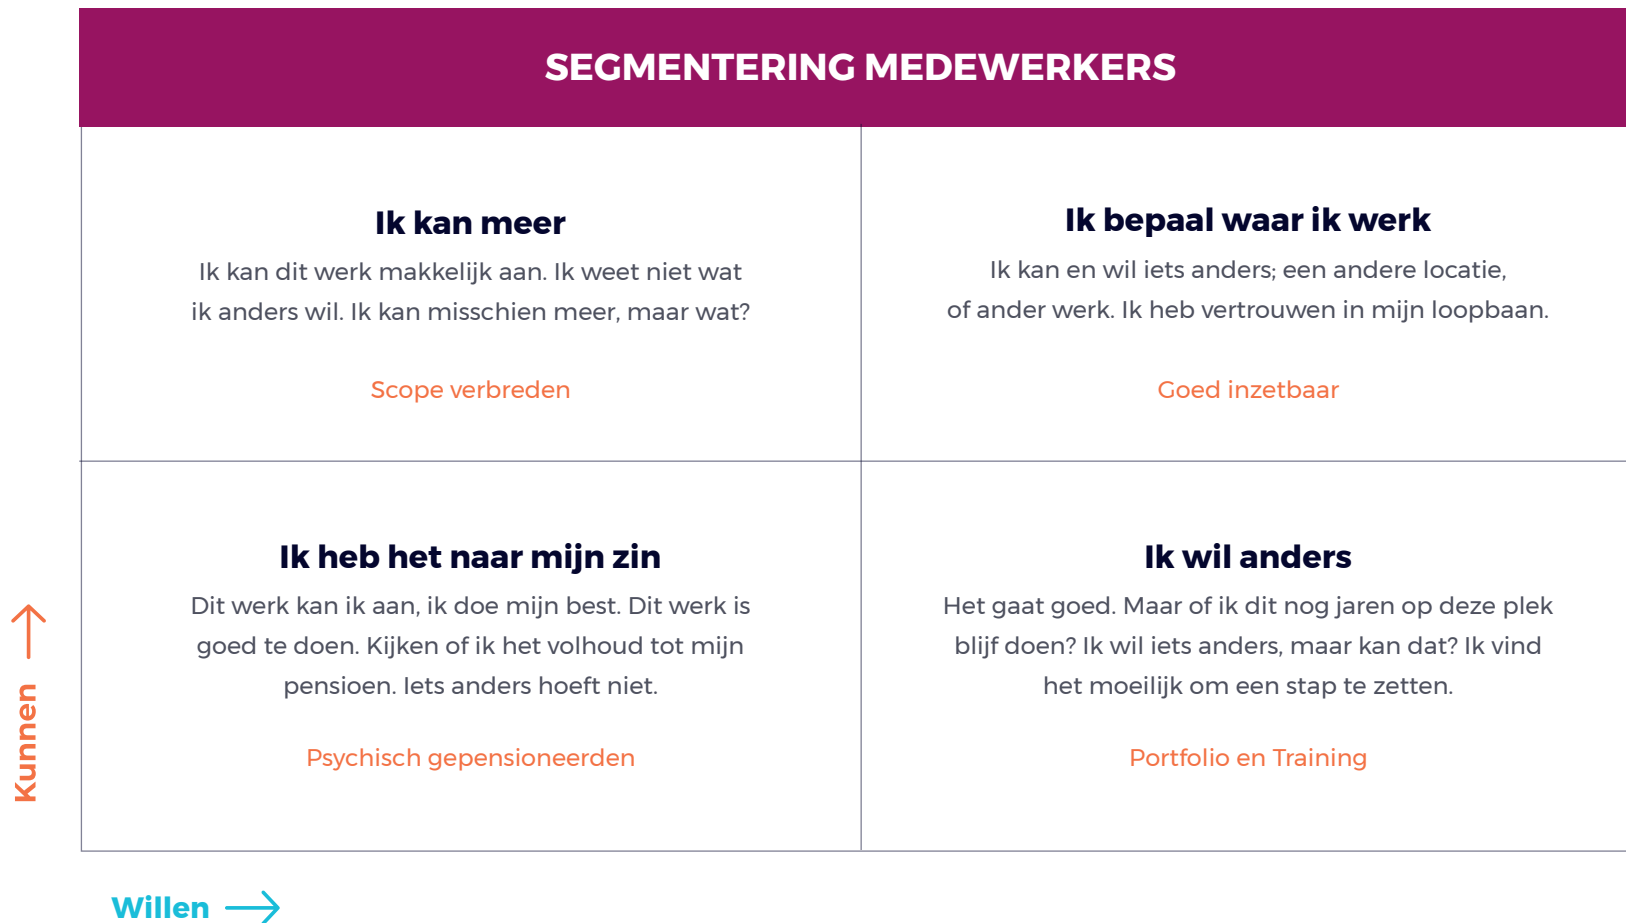 SEGMENTERING MEDEWERKERS
Ik kan meer
Ik kan dit werk makkelijk aan. Ik weet niet wat
ik anders wil. Ik kan misschien meer, maar wat?
Scope verbreden
Ik bepaal waar ik werk
Ik kan en wil iets anders; een andere locatie,
of ander werk. Ik heb vertrouwen in mijn loopbaan.
Goed inzetbaar
Ik heb het naar mijn zin
Dit werk kan ik aan, ik doe mijn best. Dit werk is
goed te doen. Kijken of ik het volhoud tot mijn
pensioen. Iets anders hoeft niet.
Psychisch gepensioneerden
Ik wil anders
Het gaat goed. Maar of ik dit nog jaren op deze plek
blijf doen? Ik wil iets anders, maar kan dat? Ik vind
het moeilijk om een stap te zetten.
Portfolio en Training
Kunnen
Willen